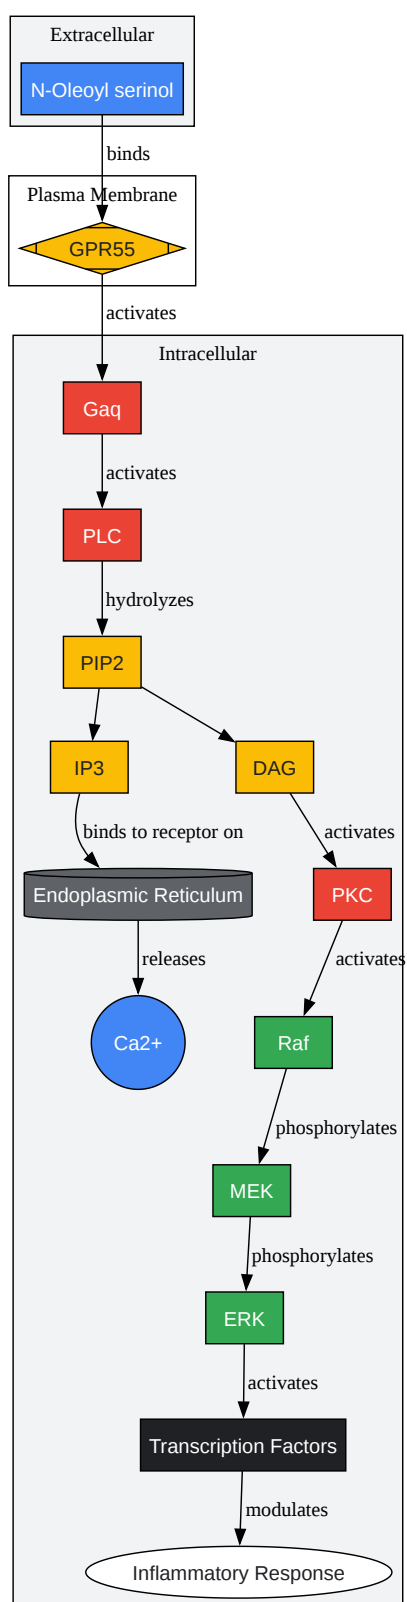 Extracellular
N-Oleoyl serinol
binds
Plasma Membrane
GPR55
activates
Intracellular
Gaq
activates
PLC
hydrolyzes
PIP2
IP3
DAG
binds to receptor on
activates
Endoplasmic Reticulum
PKC
releases
activates
Ca2+
Raf
phosphorylates
MEK
phosphorylates
ERK
activates
Transcription Factors
modulates
Inflammatory Response